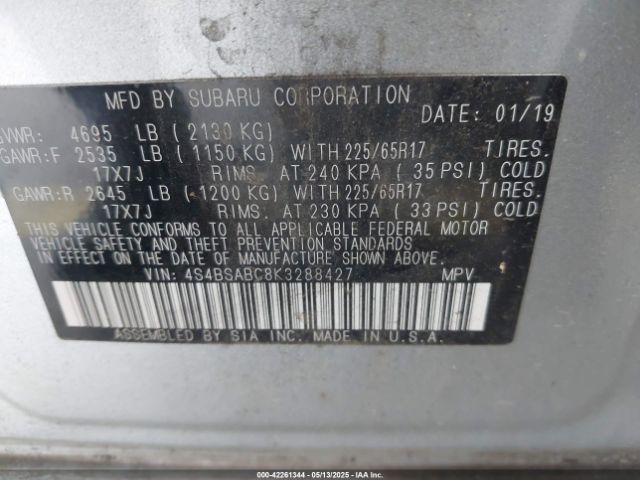 MFD BY SUBARU CORPORATION
DATE: 01/19
GVWR: 4695 LB (2130 KG)
GAWR:F 2535 LB (1150 KG) WITH 225/65R17 TIRES.
17X7J RIMS, AT 240 KPA (35 PSI) COLD
GAWR:R 2645 LB (1200 KG) WITH 225/65R17 TIRES.
17X7J RIMS, AT 230 KPA (33 PSI) COLD
THIS VEHICLE CONFORMS TO ALL APPLICABLE FEDERAL MOTOR
VEHICLE SAFETY, BUMPER, AND THEFT PREVENTION STANDARDS
IN EFFECT ON THE DATE OF MANUFACTURE SHOWN ABOVE.
VIN: 4S4BSABC8K3288427 MPV
ASSEMBLED BY SIA INC. MADE IN U.S.A.
000-42261344 - 05/13/2025 - IAA Inc.